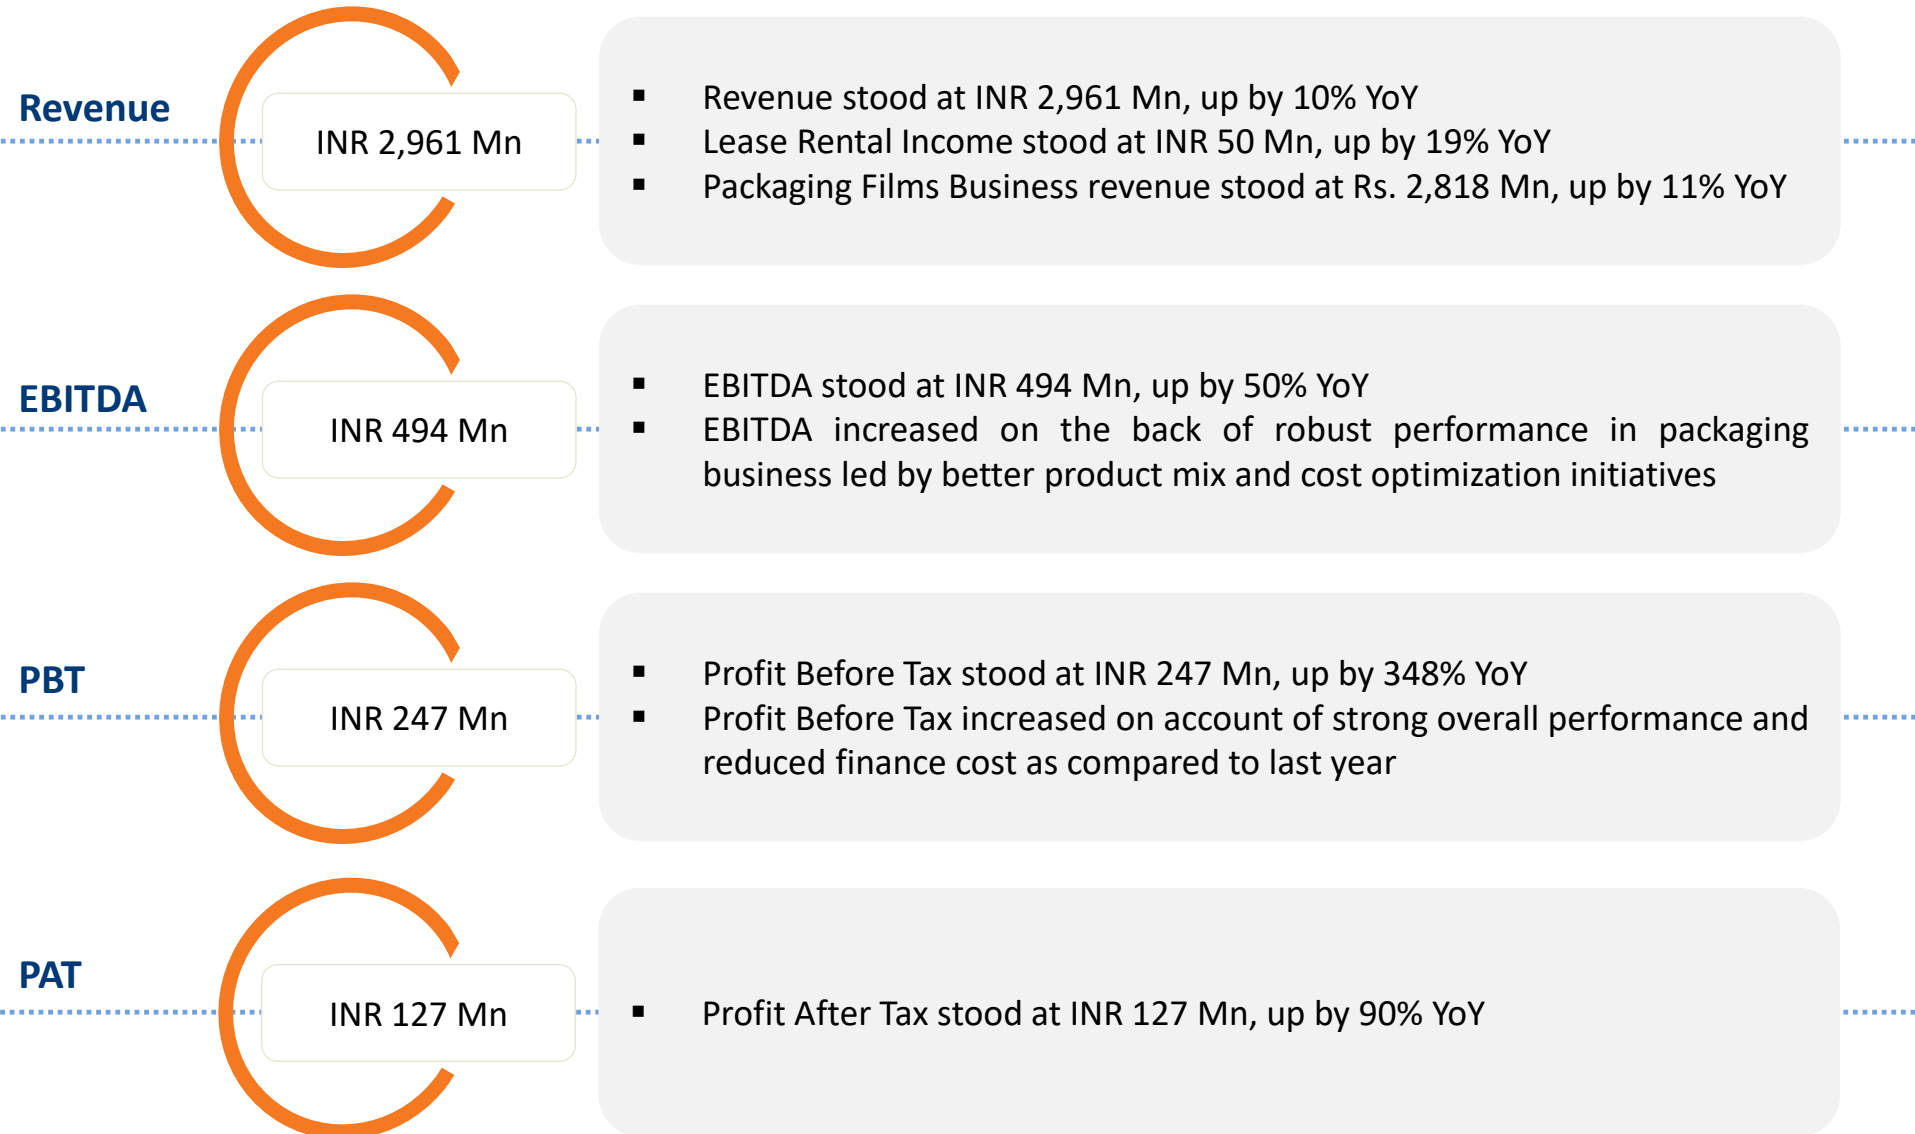 Revenue
INR 2,961 Mn
▪ Revenue stood at INR 2,961 Mn, up by 10% YoY
▪ Lease Rental Income stood at INR 50 Mn, up by 19% YoY
▪ Packaging Films Business revenue stood at Rs. 2,818 Mn, up by 11% YoY
EBITDA
INR 494 Mn
▪ EBITDA stood at INR 494 Mn, up by 50% YoY
▪ EBITDA increased on the back of robust performance in packaging
business led by better product mix and cost optimization initiatives
PBT
INR 247 Mn
▪ Profit Before Tax stood at INR 247 Mn, up by 348% YoY
▪ Profit Before Tax increased on account of strong overall performance and
reduced finance cost as compared to last year
PAT
INR 127 Mn
▪ Profit After Tax stood at INR 127 Mn, up by 90% YoY